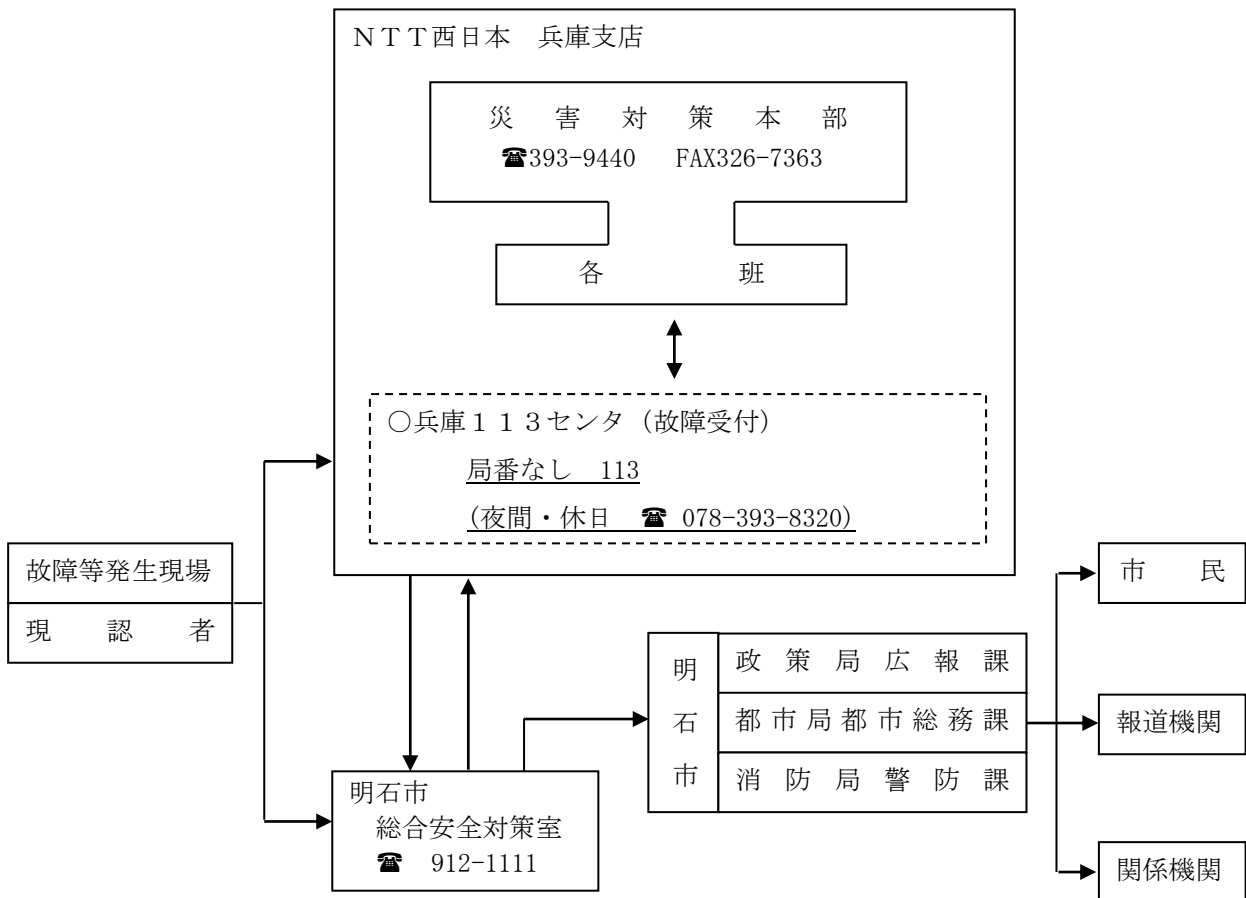 ＮＴＴ西日本　兵庫支店
災　害　対　策　本　部
☎393-9440　FAX326-7363
各　　　班
○兵庫１１３センタ（故障受付）
局番なし　113
(夜間・休日　☎ 078-393-8320)
故障等発生現場
現　認　者
明石市
総合安全対策室
☎　912-1111
明石市
政策局広報課
都市局都市総務課
消防局警防課
市　民
報道機関
関係機関